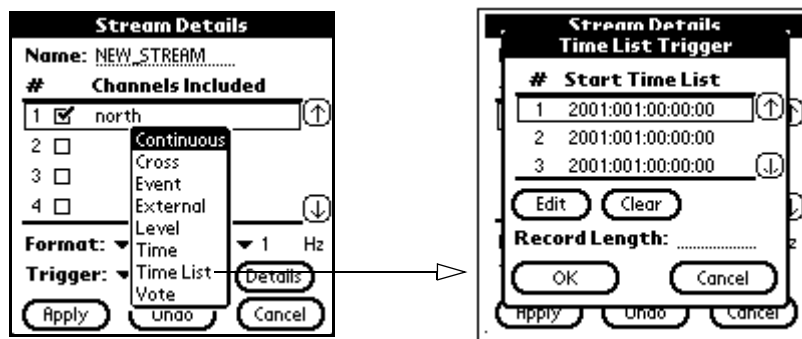 Stream Details
Name: NEW_STREAM
# Channels Included
1 north
2
3
4
Continuous
Cross
Event
External
Level
Time
Time List
Vote
Format: 1 Hz
Trigger: Details
Apply Undo Cancel
Stream Details
Time List Trigger
# Start Time List
1 2001:001:00:00:00
2 2001:001:00:00:00
3 2001:001:00:00:00
Edit Clear
Record Length:
OK Cancel
Apply Undo Cancel